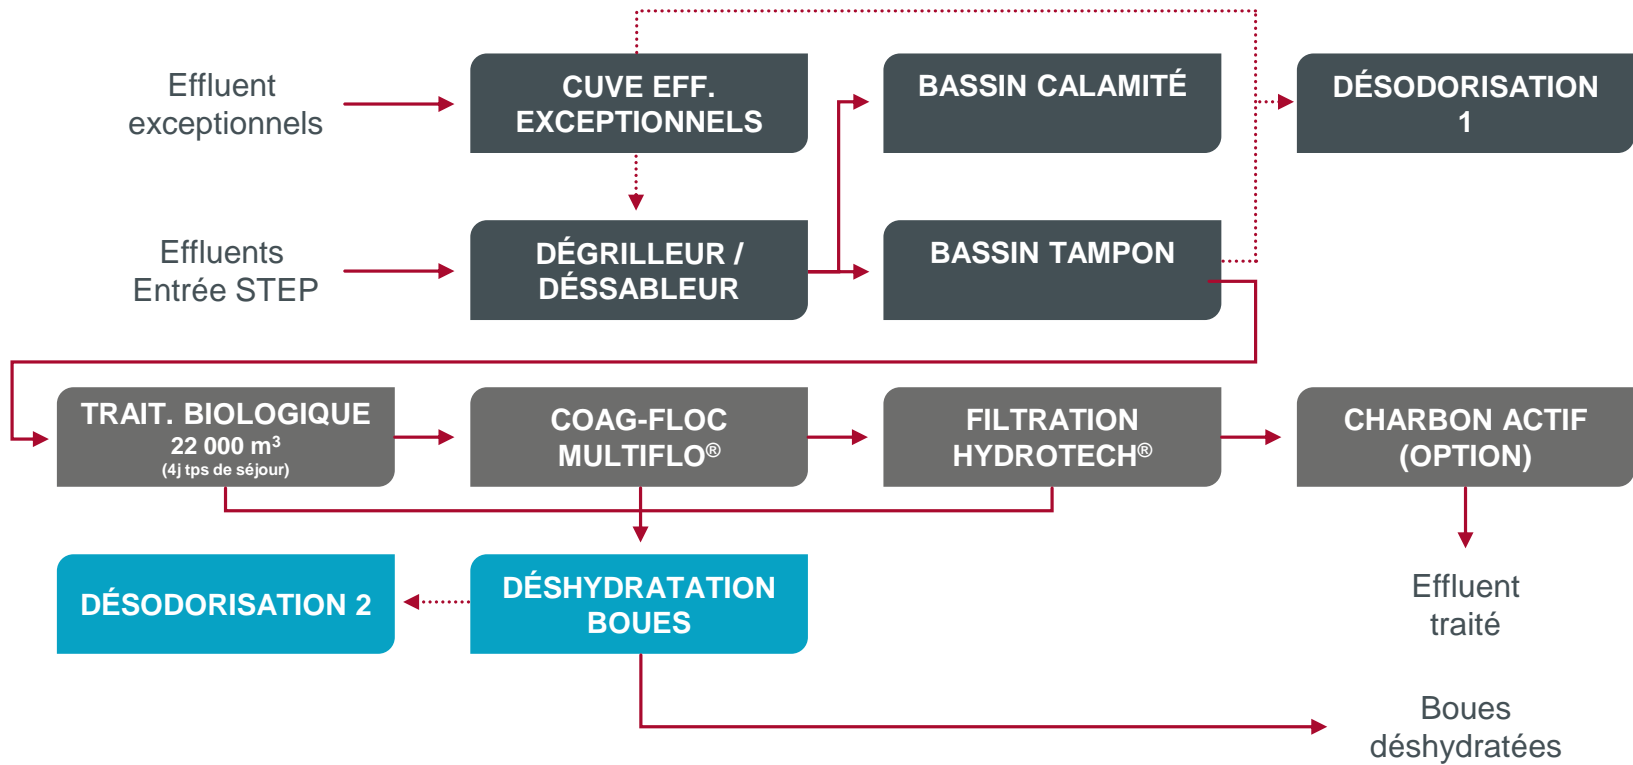 Effluent
exceptionnels
CUVE EFF.
EXCEPTIONNELS
BASSIN CALAMITÉ
DÉSODORISATION
1
Effluents
Entrée STEP
DÉGRILLEUR /
DÉSSABLEUR
BASSIN TAMPON
TRAIT. BIOLOGIQUE
22 000 m³
(4j tps de séjour)
COAG-FLOC
MULTIFLO®
FILTRATION
HYDROTECH®
CHARBON ACTIF
(OPTION)
DÉSODORISATION 2
DÉSHYDRATATION
BOUES
Effluent
traité
Boues
déshydratées